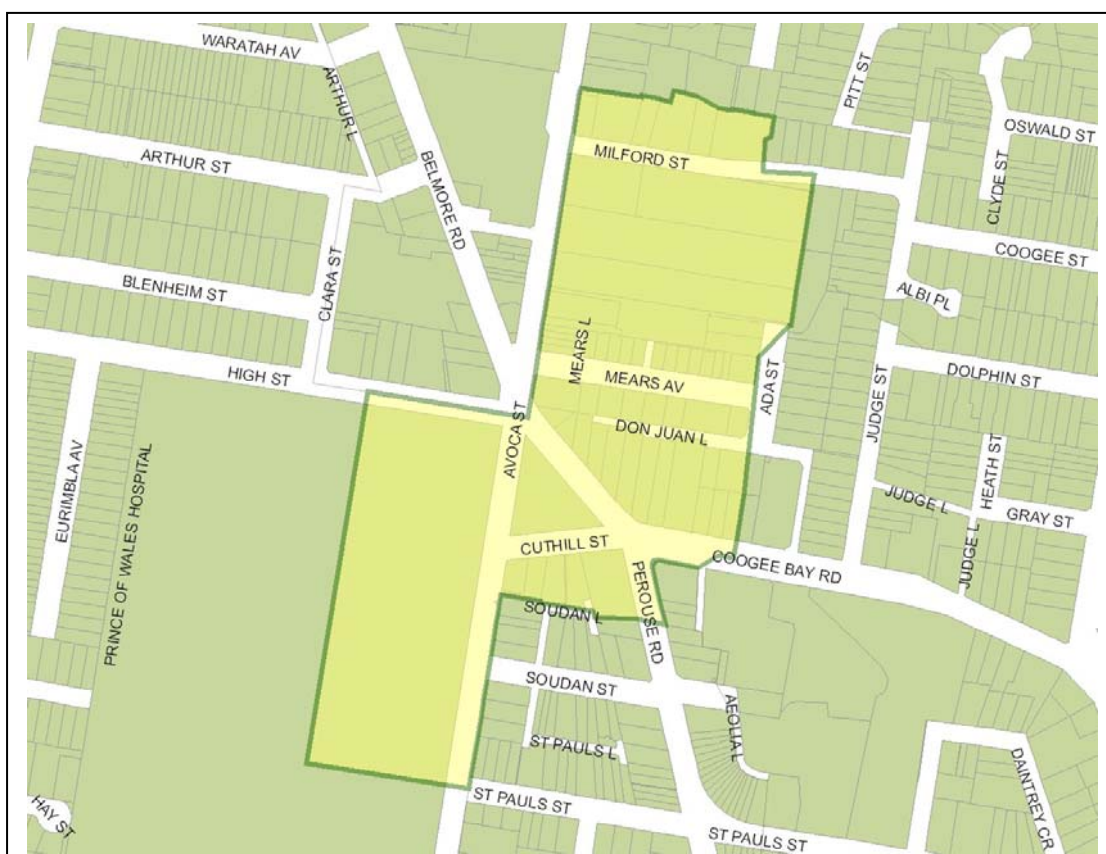 WARATAH AV
ARTHUR L
PITT ST
OSWALD ST
MILFORD ST
ARTHUR ST
BELMORE RD
CLYDE ST
COOGEE ST
CLARA ST
BLENHEIM ST
ALBI PL
MEARS L
HIGH ST
MEARS AV
ADA ST
JUDGE ST
DOLPHIN ST
AVOCA ST
DON JUAN L
HEATH ST
EURIMBLA AV
PRINCE OF WALES HOSPITAL
JUDGE L
GRAY ST
CUTHILL ST
COOGEE BAY RD
JUDGE L
PEROUSE RD
SOUDAN L
SOUDAN ST
AEOLIA L
ST PAULS L
DAINTREY CR
HAY ST
ST PAULS ST
ST PAULS ST